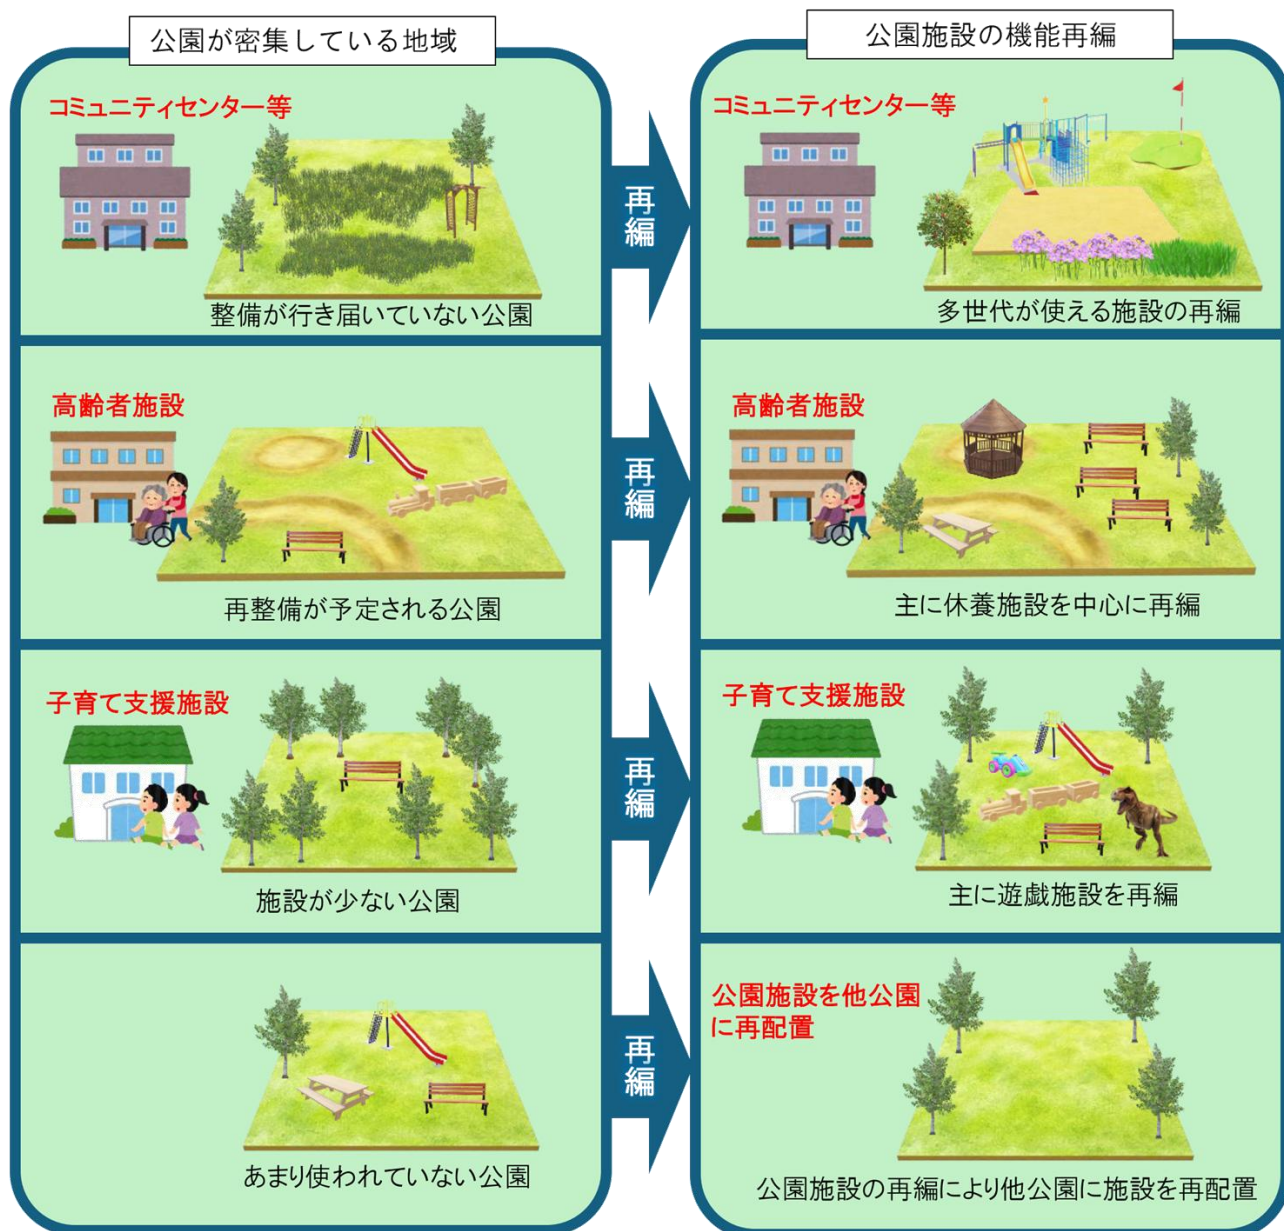 公園が密集している地域
公園施設の機能再編
コミュニティセンター等
整備が行き届いていない公園
再編
コミュニティセンター等
多世代が使える施設の再編
高齢者施設
再整備が予定される公園
再編
高齢者施設
主に休養施設を中心に再編
子育て支援施設
施設が少ない公園
再編
子育て支援施設
主に遊戯施設を再編
あまり使われていない公園
再編
公園施設を他公園
に再配置
公園施設の再編により他公園に施設を再配置